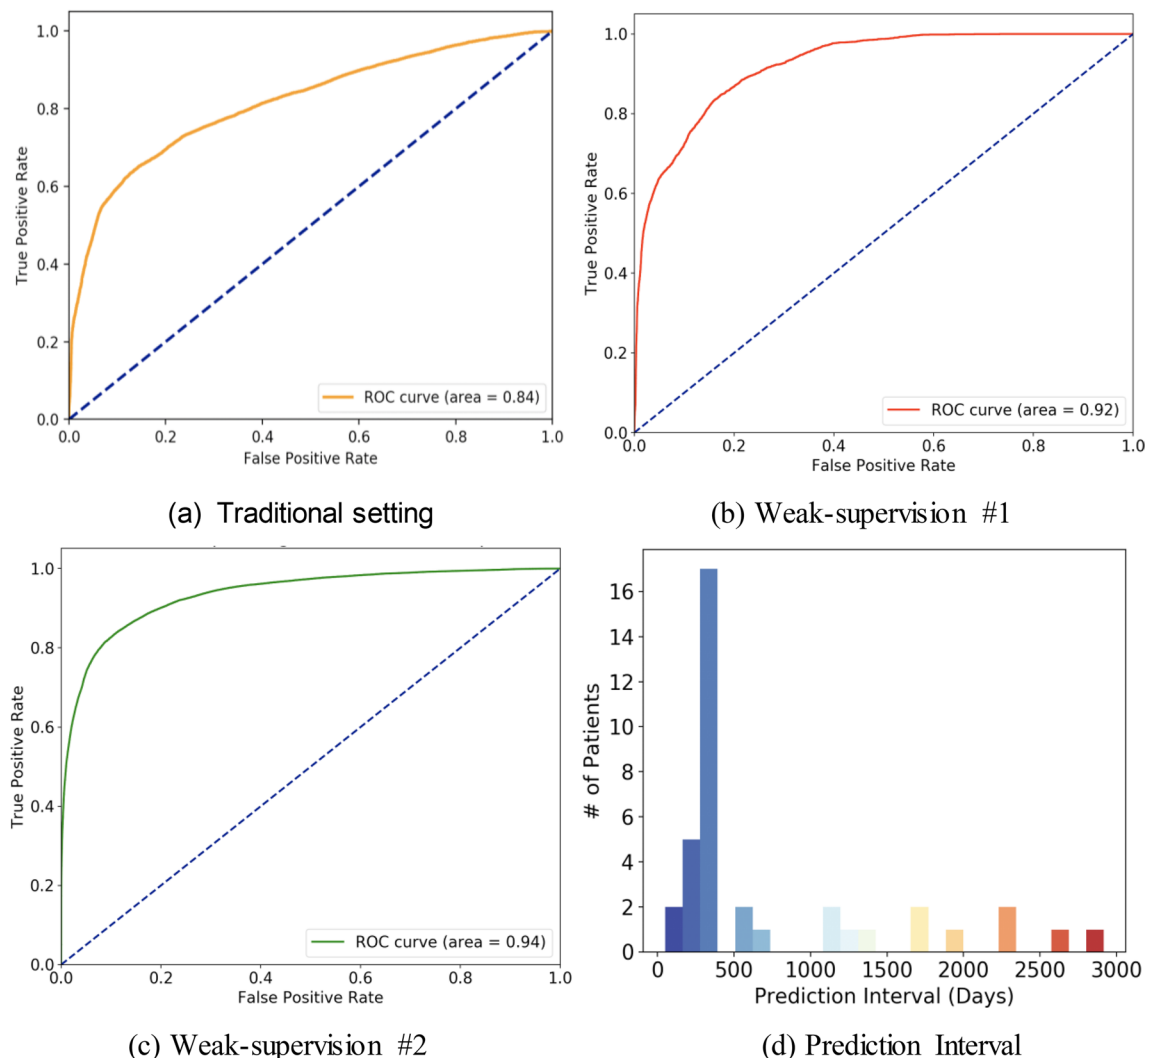 1.0
0.8
0.6
0.4
0.2
0.0
True Positive Rate
ROC curve (area = 0.84)
0.0 0.2 0.4 0.6 0.8 1.0
False Positive Rate
(a) Traditional setting
1.0
0.8
0.6
0.4
0.2
0.0
True Positive Rate
ROC curve (area = 0.92)
0.0 0.2 0.4 0.6 0.8 1.0
False Positive Rate
(b) Weak-supervision #1
1.0
0.8
0.6
0.4
0.2
0.0
True Positive Rate
ROC curve (area = 0.94)
0.0 0.2 0.4 0.6 0.8 1.0
False Positive Rate
(c) Weak-supervision #2
16
14
12
10
8
6
4
2
0
# of Patients
0 500 1000 1500 2000 2500 3000
Prediction Interval (Days)
(d) Prediction Interval